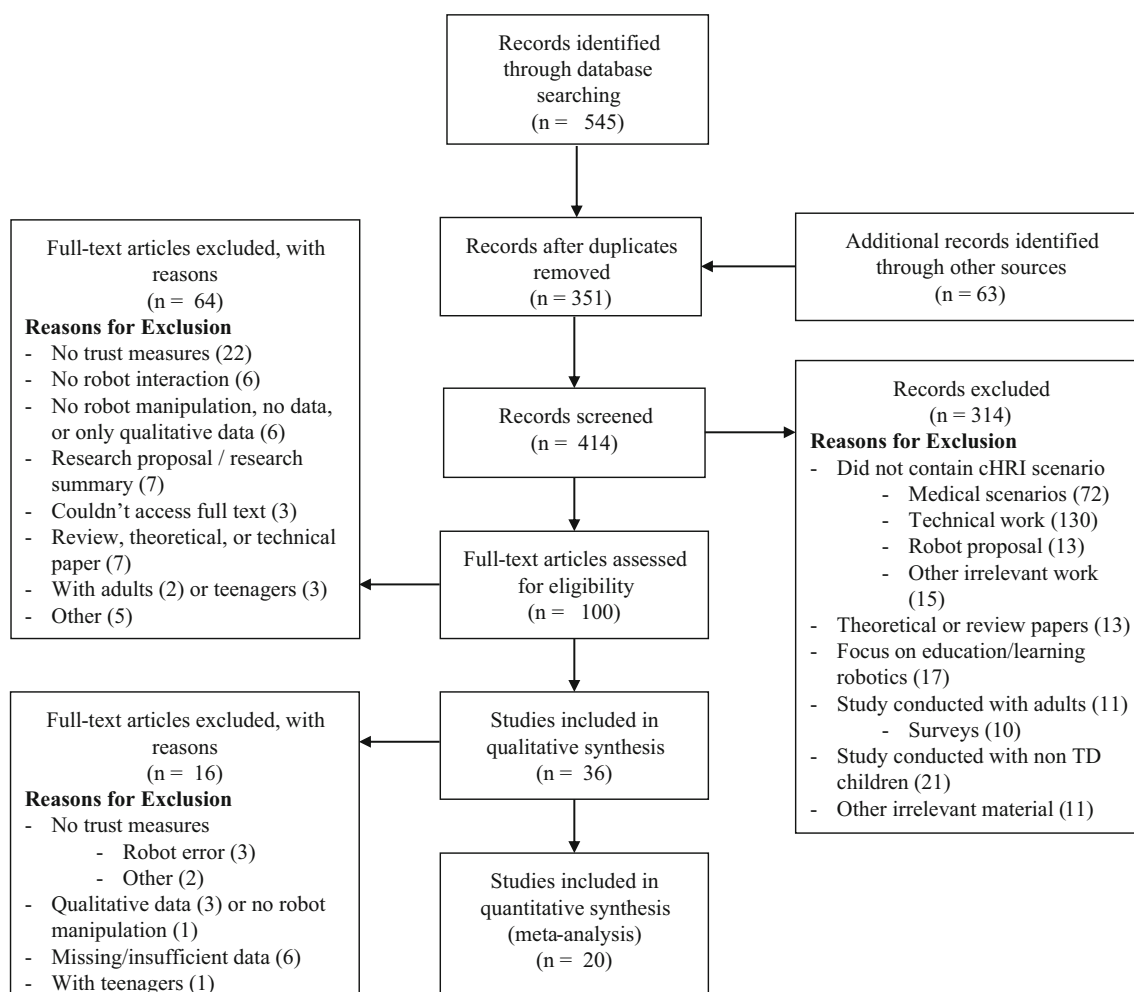 Records identified
through database
searching
(n = 545)
Records after duplicates
removed
(n = 351)
Additional records identified
through other sources
(n = 63)
Full-text articles excluded, with
reasons
(n = 64)
Reasons for Exclusion
- No trust measures (22)
- No robot interaction (6)
- No robot manipulation, no data,
or only qualitative data (6)
- Research proposal / research
summary (7)
- Couldn’t access full text (3)
- Review, theoretical, or technical
paper (7)
- With adults (2) or teenagers (3)
- Other (5)
Records screened
(n = 414)
Records excluded
(n = 314)
Reasons for Exclusion
- Did not contain cHRI scenario
- Medical scenarios (72)
- Technical work (130)
- Robot proposal (13)
- Other irrelevant work
(15)
- Theoretical or review papers (13)
- Focus on education/learning
robotics (17)
- Study conducted with adults (11)
- Surveys (10)
- Study conducted with non TD
children (21)
- Other irrelevant material (11)
Full-text articles assessed
for eligibility
(n = 100)
Studies included in
qualitative synthesis
(n = 36)
Full-text articles excluded, with
reasons
(n = 16)
Reasons for Exclusion
- No trust measures
- Robot error (3)
- Other (2)
- Qualitative data (3) or no robot
manipulation (1)
- Missing/insufficient data (6)
- With teenagers (1)
Studies included in
quantitative synthesis
(meta-analysis)
(n = 20)